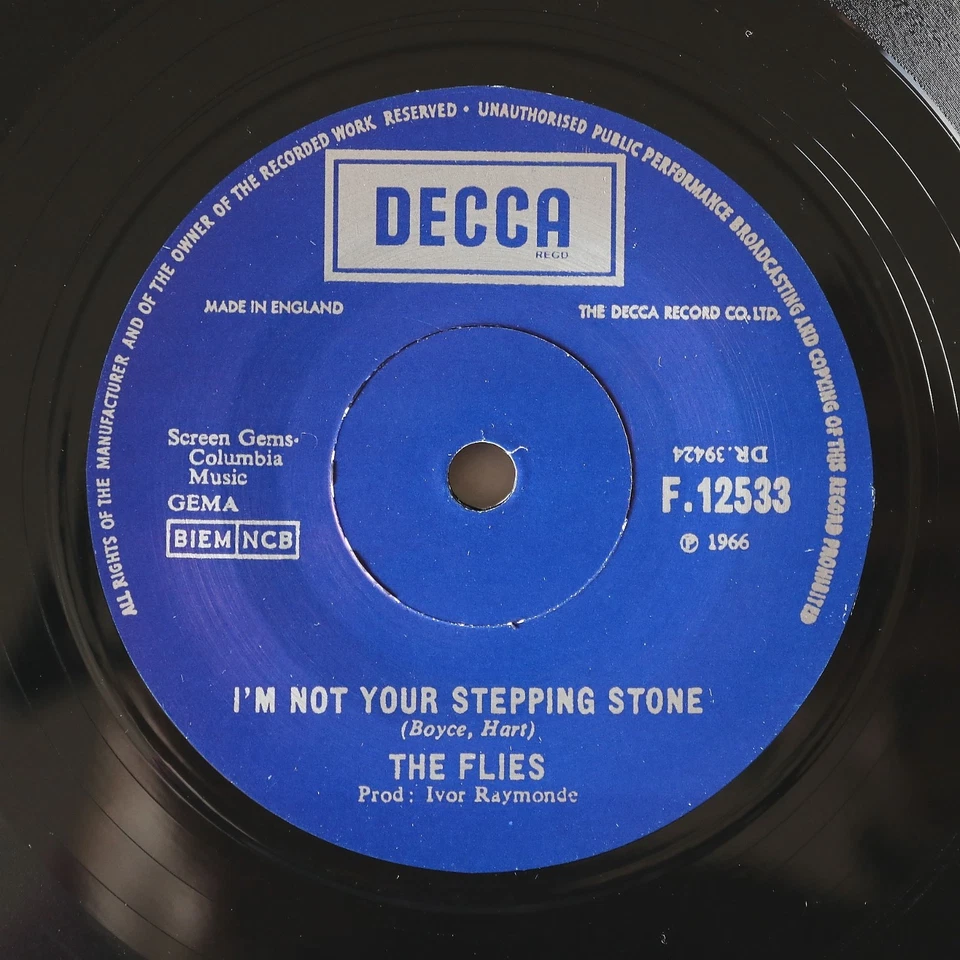 ALL RIGHTS OF THE MANUFACTURER AND OF THE OWNER OF THE RECORDED WORK RESERVED • UNAUTHORISED PUBLIC PERFORMANCE BROADCASTING AND COPYING OF THIS RECORD PROHIBITED
DECCA
REGD
MADE IN ENGLAND
THE DECCA RECORD CO. LTD.
Screen Gems-
Columbia
Music
GEMA
BIEM NCB
DR. 39424
F.12533
℗ 1966
I'M NOT YOUR STEPPING STONE
(Boyce, Hart)
THE FLIES
Prod: Ivor Raymonde